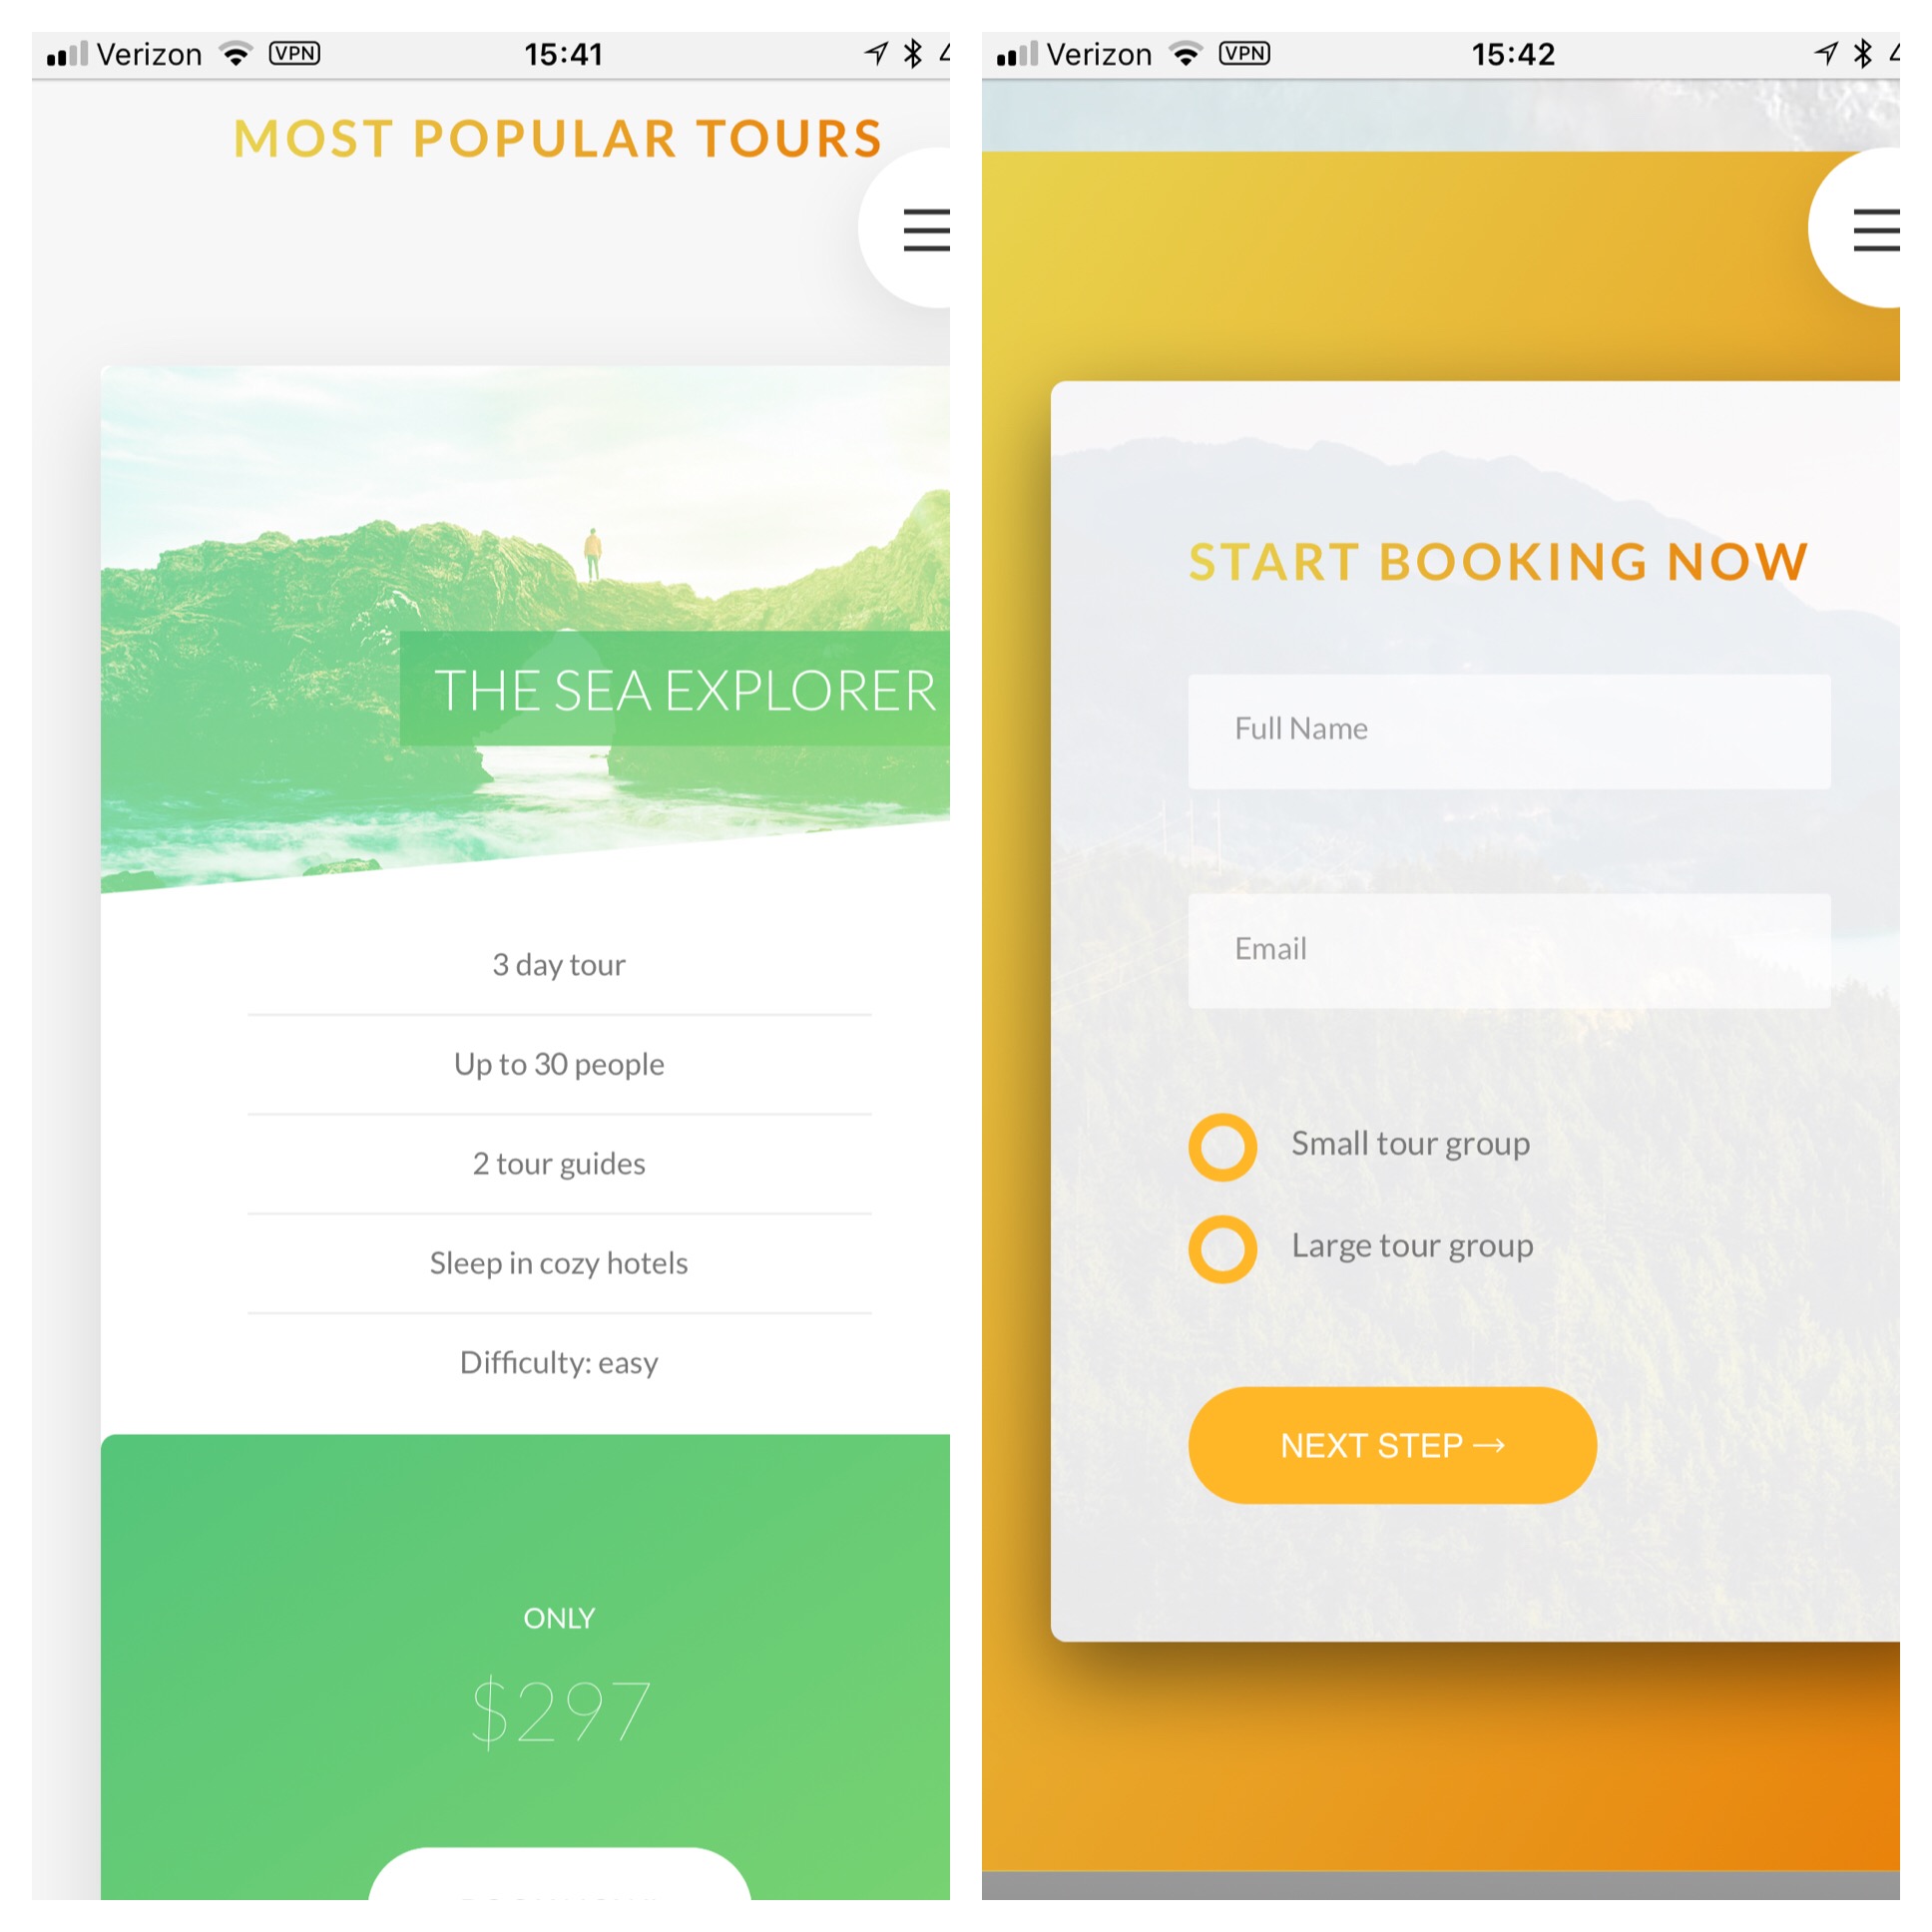 Verizon VPN 15:41
MOST POPULAR TOURS
THE SEA EXPLORER
3 day tour
Up to 30 people
2 tour guides
Sleep in cozy hotels
Difficulty: easy
ONLY
$297
Verizon VPN 15:42
START BOOKING NOW
Full Name
Email
Small tour group
Large tour group
NEXT STEP →